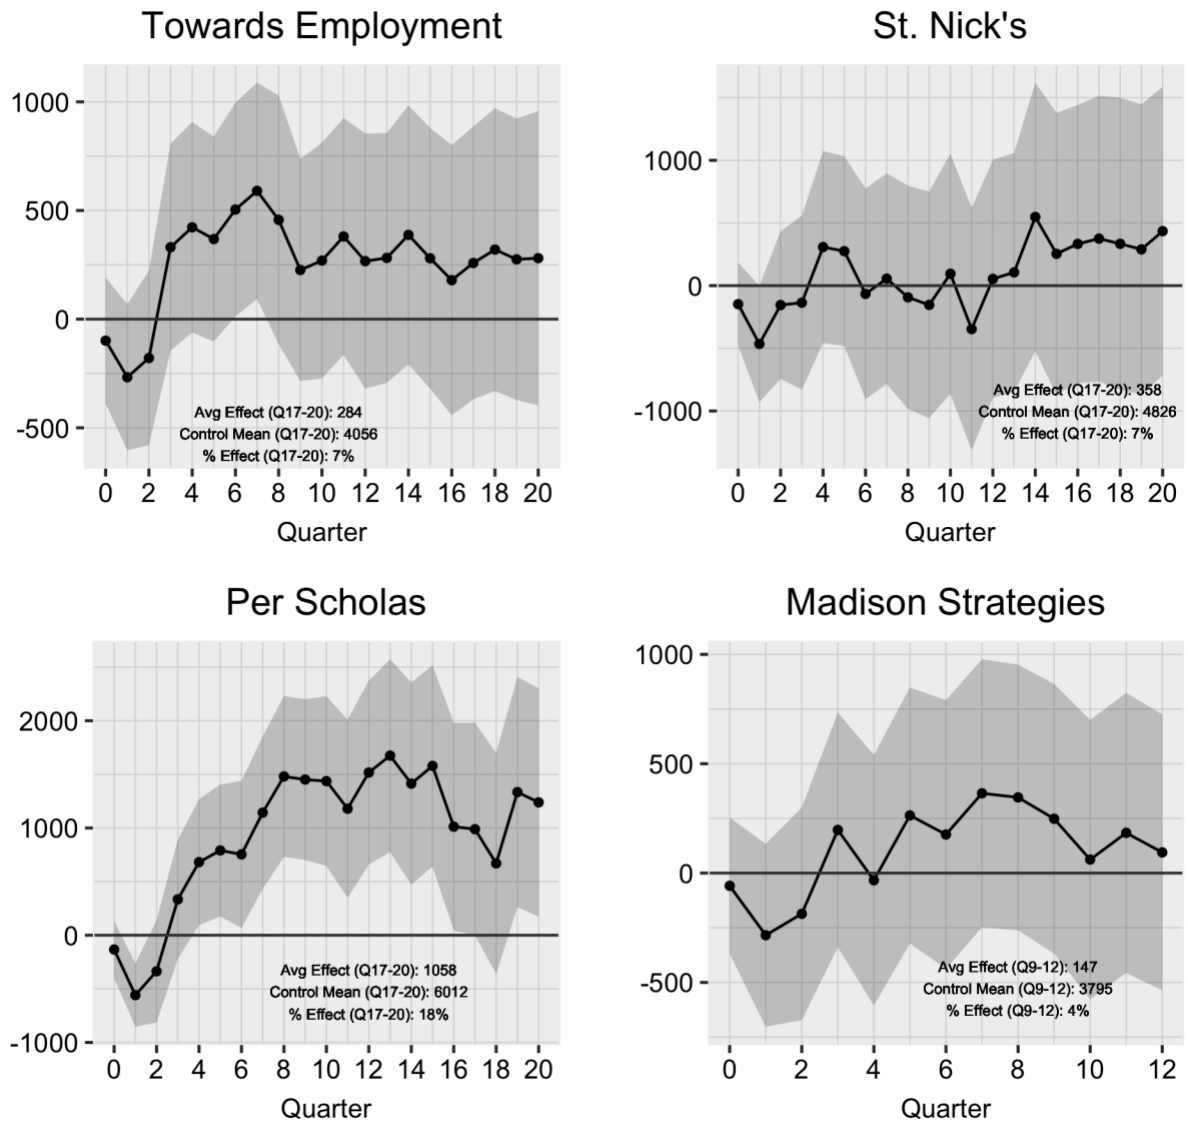 Towards Employment
1000
500
0
-500
Avg Effect (Q17-20): 284
Control Mean (Q17-20): 4056
% Effect (Q17-20): 7%
0 2 4 6 8 10 12 14 16 18 20
Quarter
St. Nick's
1000
0
-1000
Avg Effect (Q17-20): 358
Control Mean (Q17-20): 4826
% Effect (Q17-20): 7%
0 2 4 6 8 10 12 14 16 18 20
Quarter
Per Scholas
2000
1000
0
-1000
Avg Effect (Q17-20): 1058
Control Mean (Q17-20): 6012
% Effect (Q17-20): 18%
0 2 4 6 8 10 12 14 16 18 20
Quarter
Madison Strategies
1000
500
0
-500
Avg Effect (Q9-12): 147
Control Mean (Q9-12): 3795
% Effect (Q9-12): 4%
0 2 4 6 8 10 12
Quarter